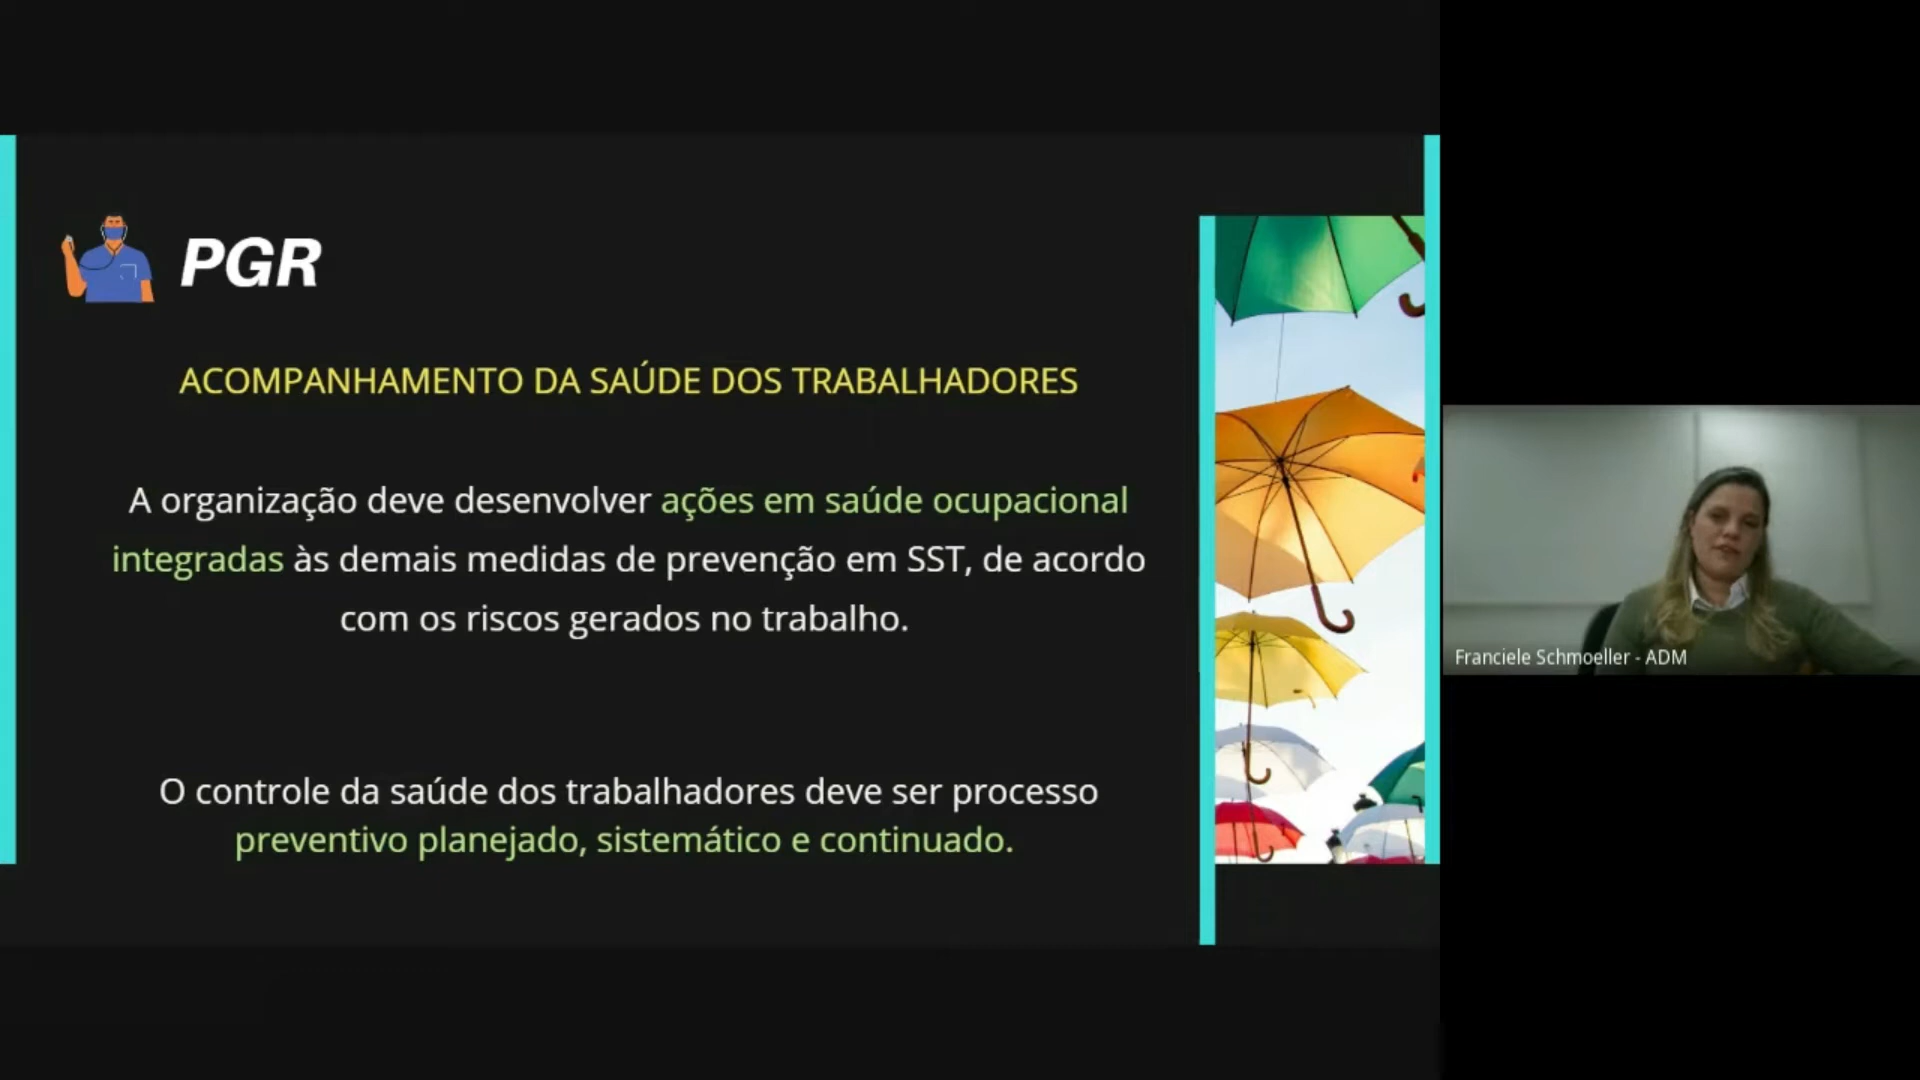 PGR
ACOMPANHAMENTO DA SAÚDE DOS TRABALHADORES
A organização deve desenvolver ações em saúde ocupacional
integradas às demais medidas de prevenção em SST, de acordo
com os riscos gerados no trabalho.
O controle da saúde dos trabalhadores deve ser processo
preventivo planejado, sistemático e continuado.
Franciele Schmoeller - ADM